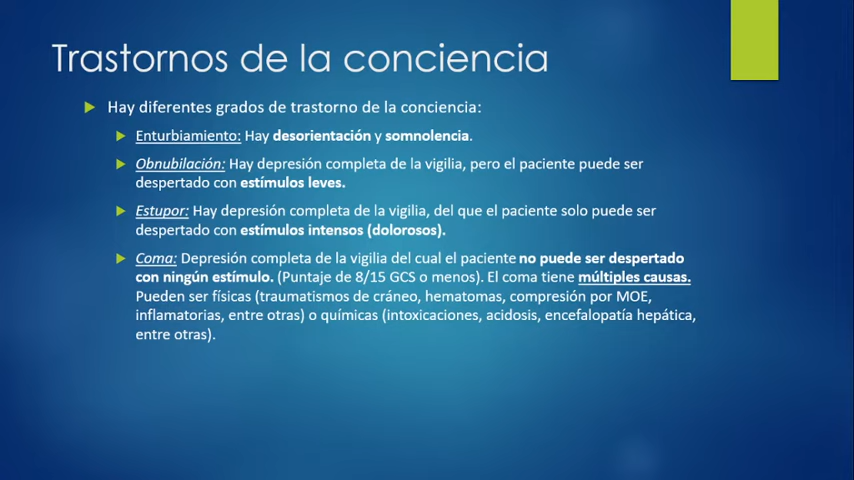 Trastornos de la conciencia
Hay diferentes grados de trastorno de la conciencia:
Enturbiamiento: Hay desorientación y somnolencia.
Obnubilación: Hay depresión completa de la vigilia, pero el paciente puede ser
despertado con estímulos leves.
Estupor: Hay depresión completa de la vigilia, del que el paciente solo puede ser
despertado con estímulos intensos (dolorosos).
Coma: Depresión completa de la vigilia del cual el paciente no puede ser despertado
con ningún estímulo. (Puntaje de 8/15 GCS o menos). El coma tiene múltiples causas.
Pueden ser físicas (traumatismos de cráneo, hematomas, compresión por MOE,
inflamatorias, entre otras) o químicas (intoxicaciones, acidosis, encefalopatía hepática,
entre otras).